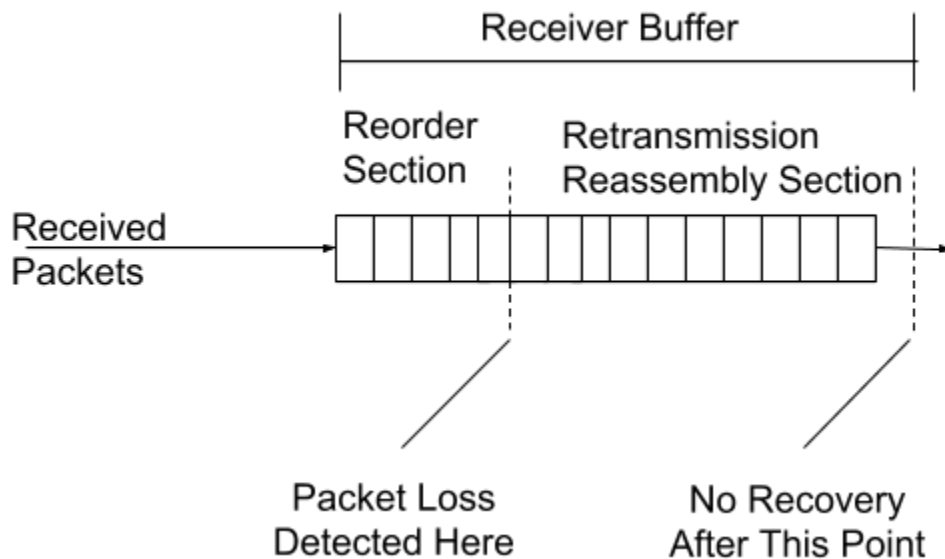 Receiver Buffer
Reorder
Section
Retransmission
Reassembly Section
Received
Packets
Packet Loss
Detected Here
No Recovery
After This Point